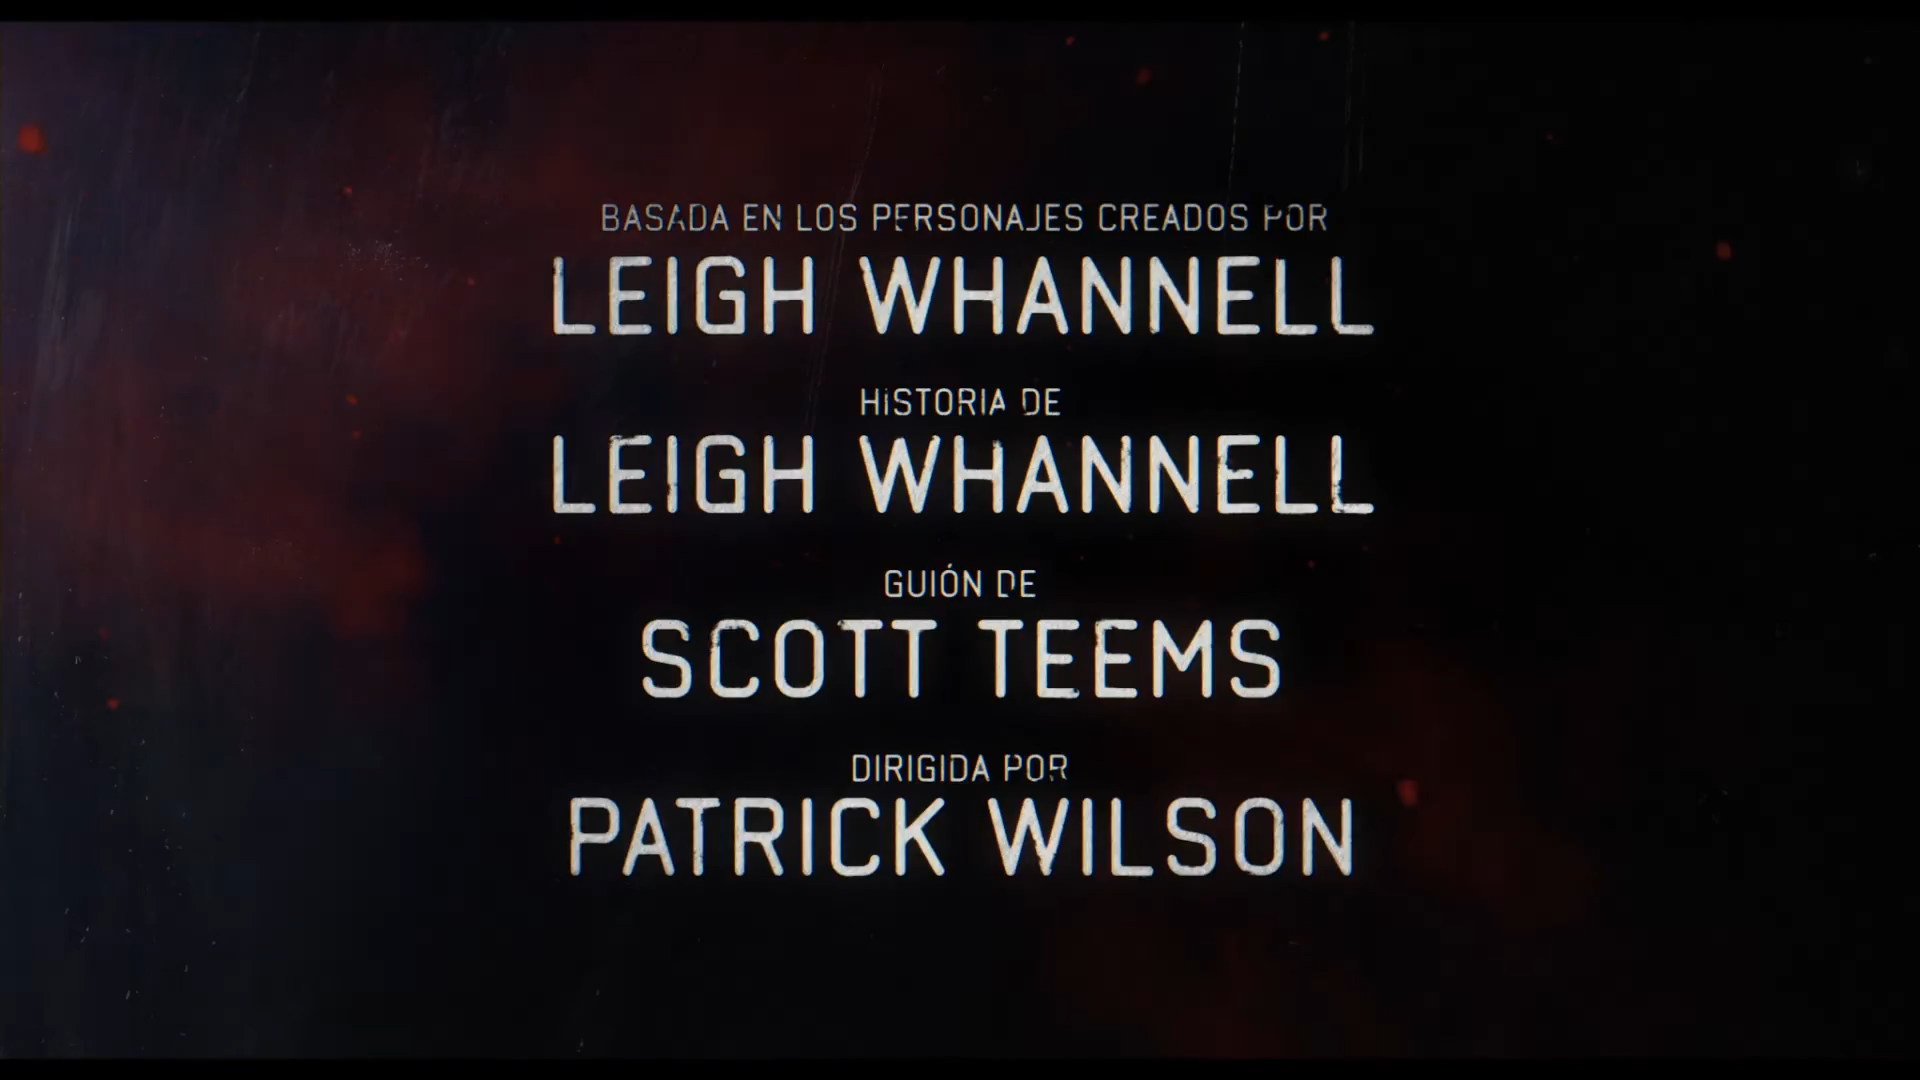 BASADA EN LOS PERSONAJES CREADOS POR
LEIGH WHANNELL
HISTORIA DE
LEIGH WHANNELL
GUIÓN DE
SCOTT TEEMS
DIRIGIDA POR
PATRICK WILSON